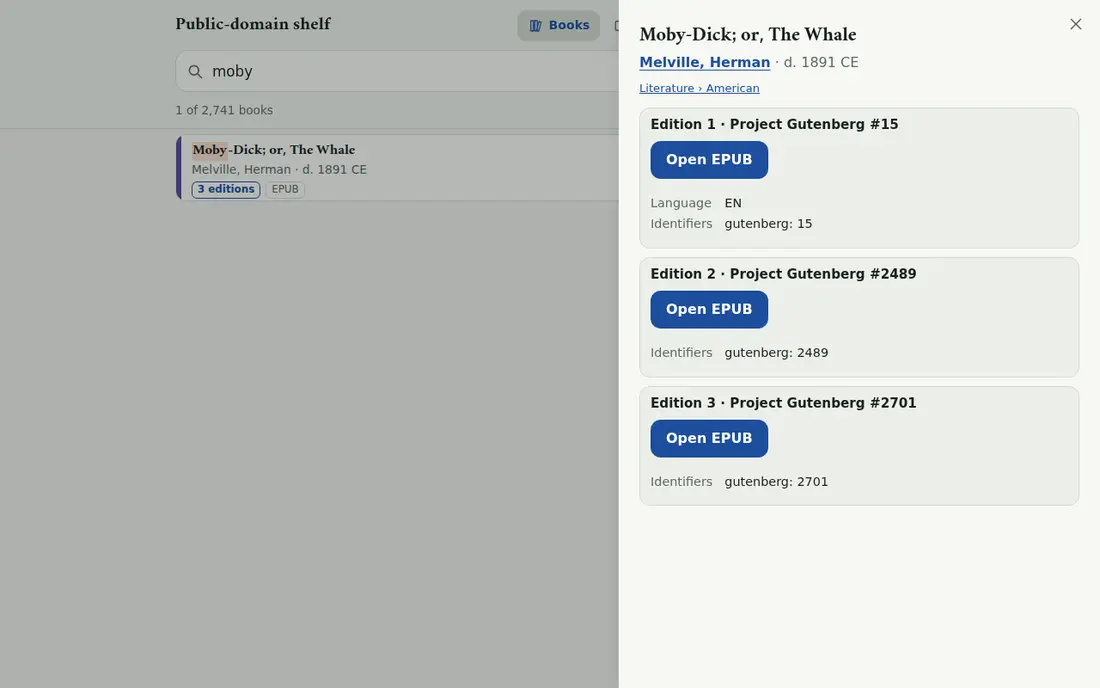 Public-domain shelf
Books
moby
1 of 2,741 books
Moby-Dick; or, The Whale
Melville, Herman · d. 1891 CE
3 editions EPUB
Moby-Dick; or, The Whale
Melville, Herman · d. 1891 CE
Literature › American
Edition 1 · Project Gutenberg #15
Open EPUB
Language EN
Identifiers gutenberg: 15
Edition 2 · Project Gutenberg #2489
Open EPUB
Identifiers gutenberg: 2489
Edition 3 · Project Gutenberg #2701
Open EPUB
Identifiers gutenberg: 2701